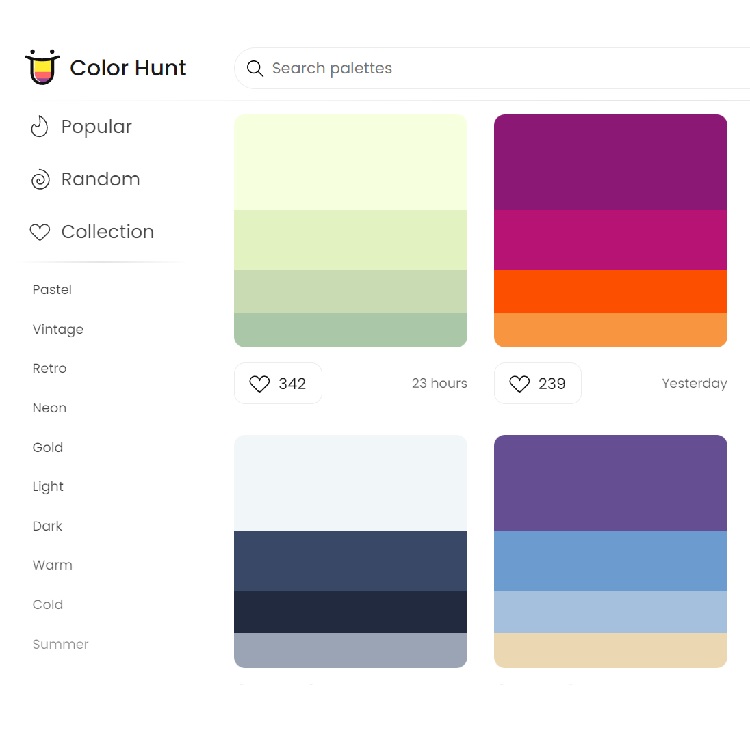 Color Hunt
Search palettes
Popular
Random
Collection
Pastel
Vintage
Retro
Neon
Gold
Light
Dark
Warm
Cold
Summer
342
23 hours
239
Yesterday